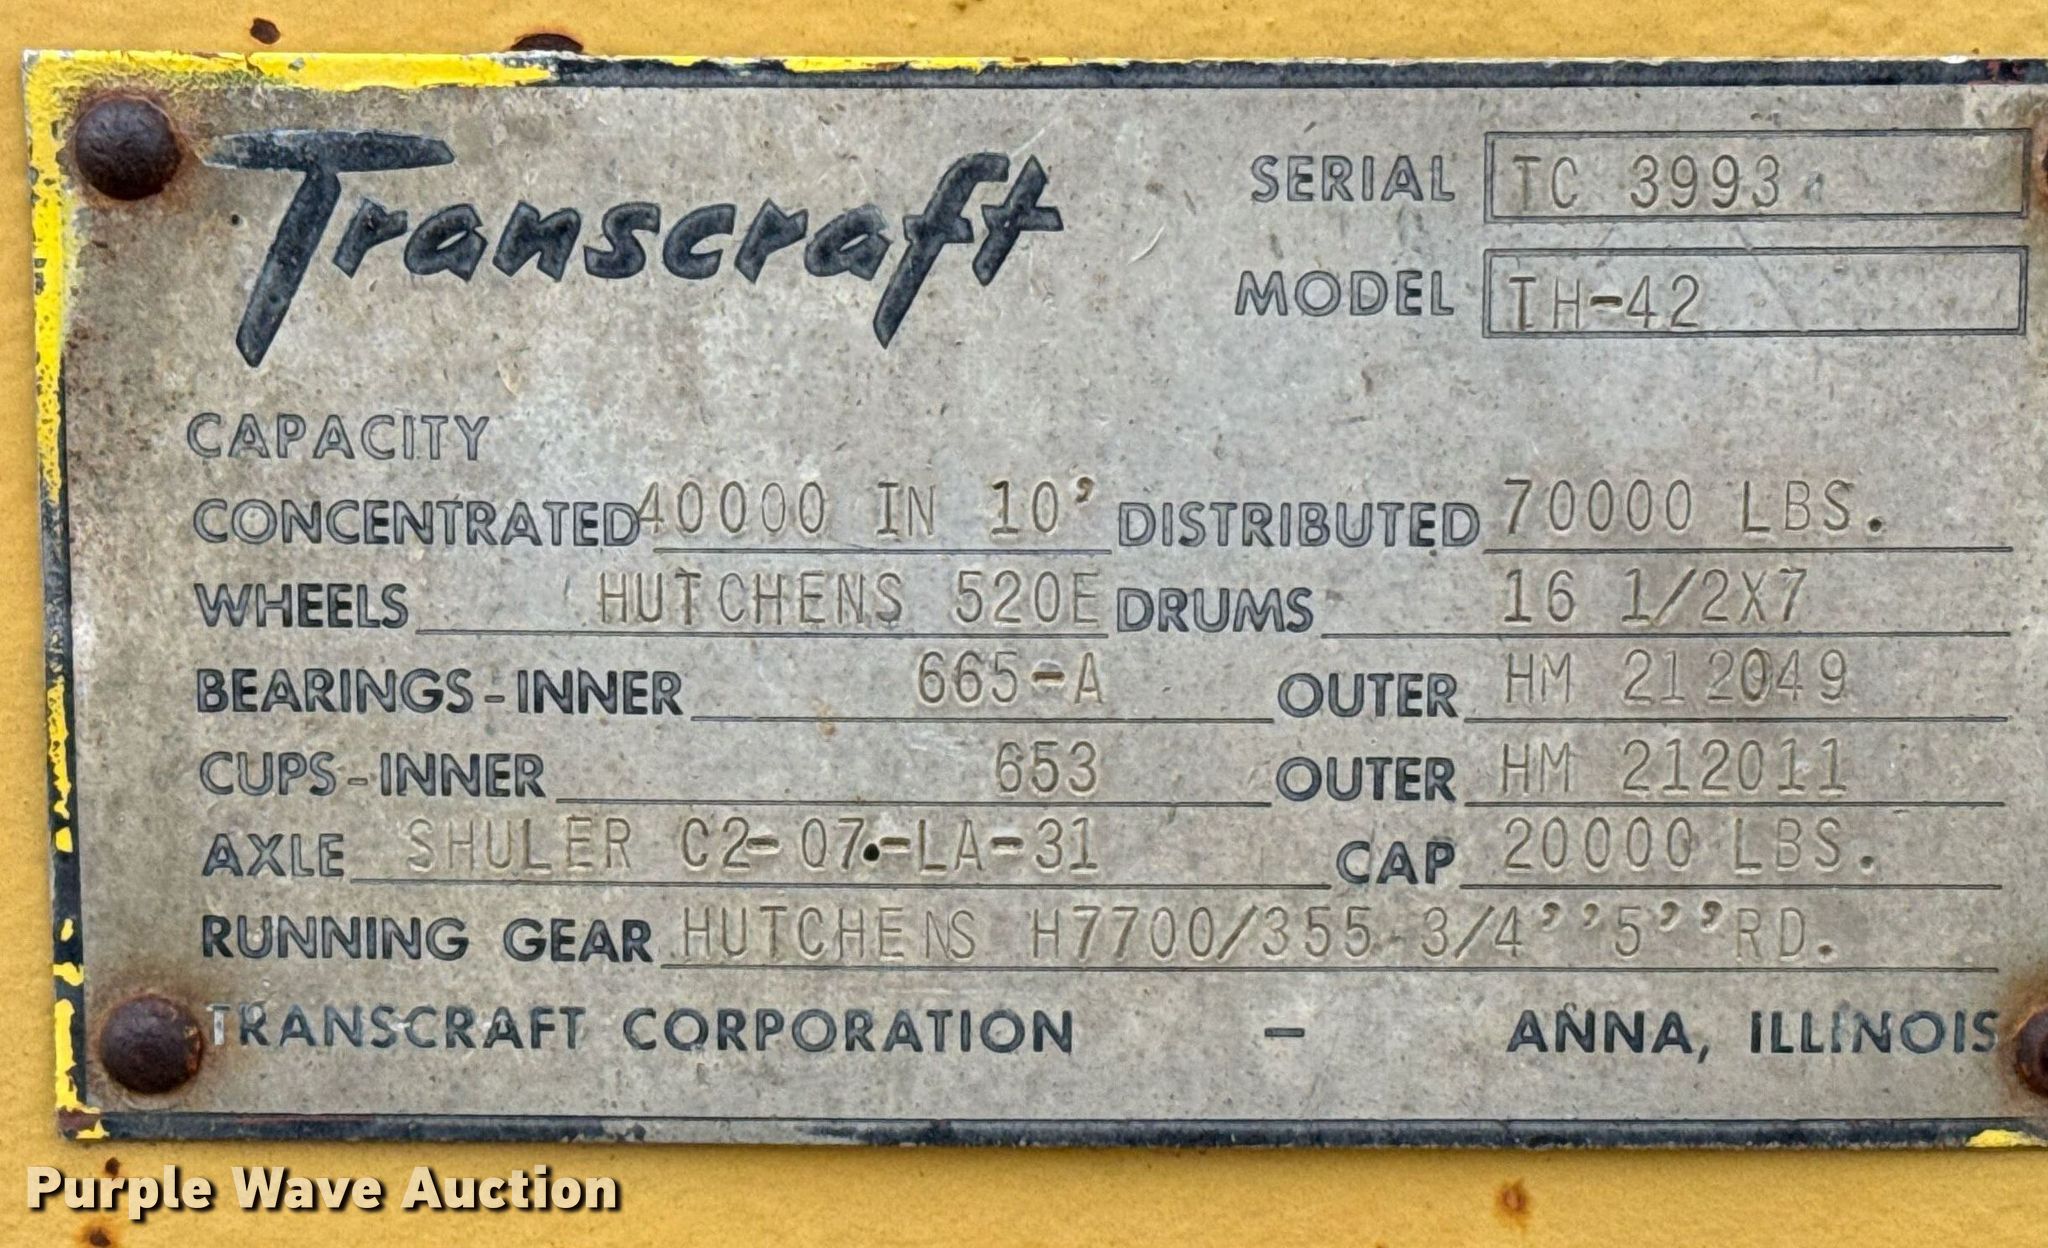 Transcraft
SERIAL TC 3993
MODEL TH-42
CAPACITY
CONCENTRATED 40000 IN 10' DISTRIBUTED 70000 LBS.
WHEELS HUTCHENS 520E DRUMS 16 1/2X7
BEARINGS-INNER 665-A OUTER HM 212049
CUPS-INNER 653 OUTER HM 212011
AXLE SHULER C2-Q7.-LA-31 CAP 20000 LBS.
RUNNING GEAR HUTCHENS H7700/355 3/4''5''RD.
TRANSCRAFT CORPORATION - ANNA, ILLINOIS
Purple Wave Auction